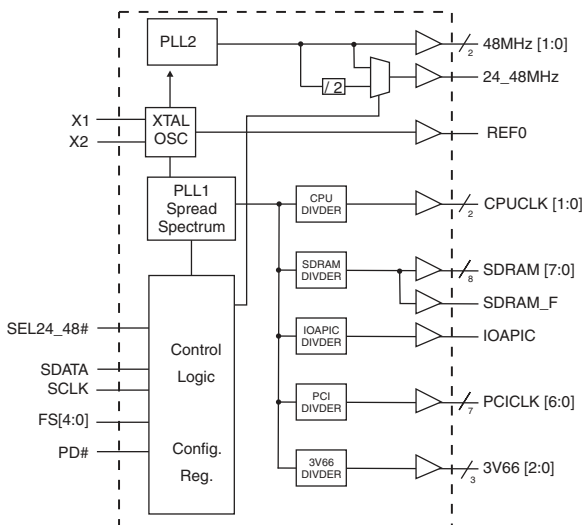 PLL2
48MHz [1:0]
2
/ 2
24_48MHz
X1
X2
XTAL
OSC
REF0
PLL1
Spread
Spectrum
CPU
DIVDER
CPUCLK [1:0]
2
SDRAM
DIVDER
SDRAM [7:0]
8
SDRAM_F
SEL24_48#
IOAPIC
DIVDER
IOAPIC
Control
Logic
SDATA
SCLK
FS[4:0]
PD#
PCI
DIVDER
PCICLK [6:0]
7
Config.
Reg.
3V66
DIVDER
3V66 [2:0]
3